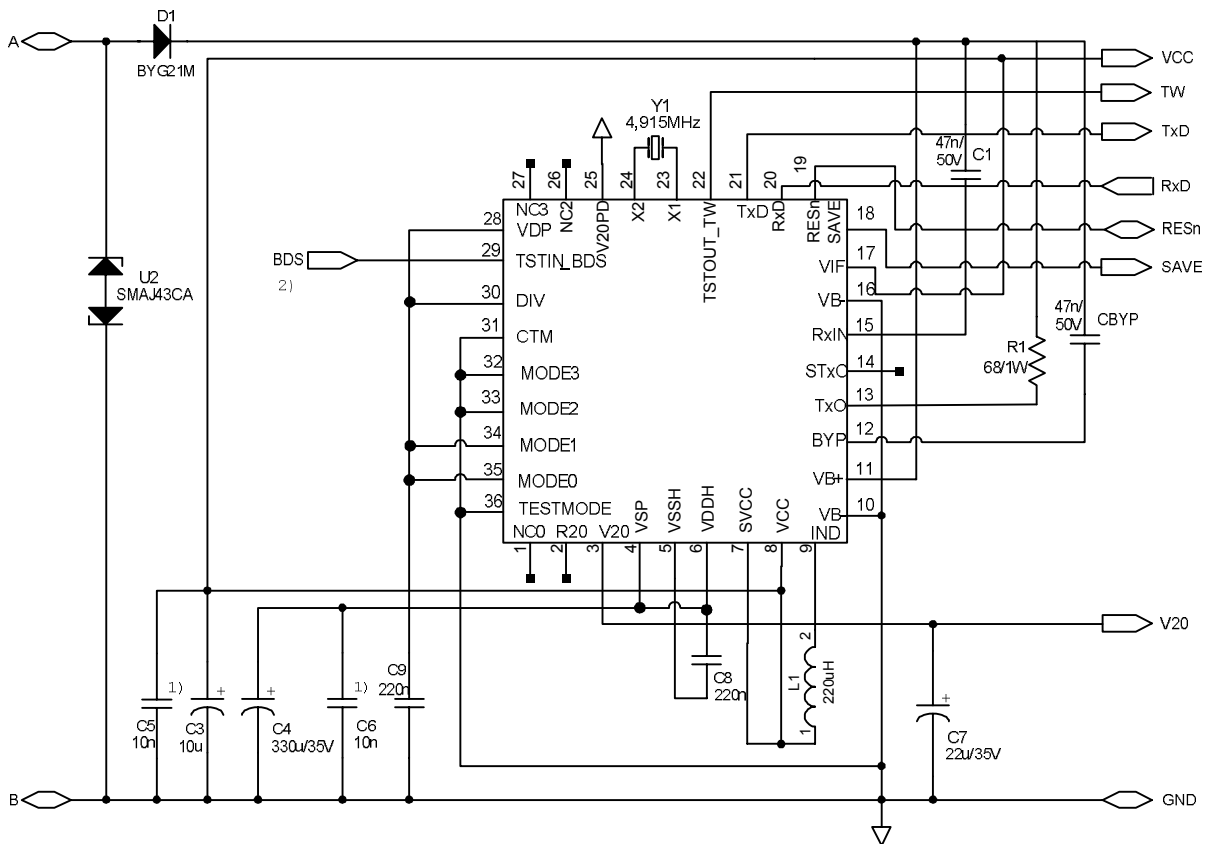 D1
A
BYG21M
VCC
TW
Y1
4,915MHz
TxD
47n/
50V
C1
RxD
27
26
25
24
23
22
21
20
19
RESn
NC3
NC2
V20PD
X2
X1
TSTOUT_TW
TxD
RxD
RESn
SAVE
18
SAVE
28
VDP
BDS
2)
29
TSTIN_BDS
VIF
17
U2
SMAJ43CA
30
DIV
VB-
16
47n/
50V
CBYP
31
CTM
RxIN
15
R1
68/1W
32
MODE3
STxO
14
33
MODE2
TxO
13
34
MODE1
BYP
12
35
MODE0
VB+
11
36
TESTMODE
VB
10
NC0
R20
V20
VSP
VSSH
VDDH
SVCC
VCC
IND
1
2
3
4
5
6
7
8
9
V20
2
L1
220uH
1
C9
220n
C8
220n
1)
C5
10n
C3
10u
+
C4
330u/35V
+
1)
C6
10n
C7
22u/35V
+
B
GND